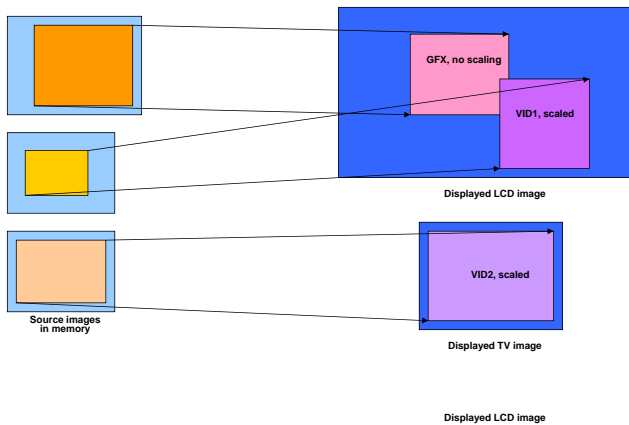 GFX, no scaling
VID1, scaled
Displayed LCD image
VID2, scaled
Source images
in memory
Displayed TV image
Displayed LCD image